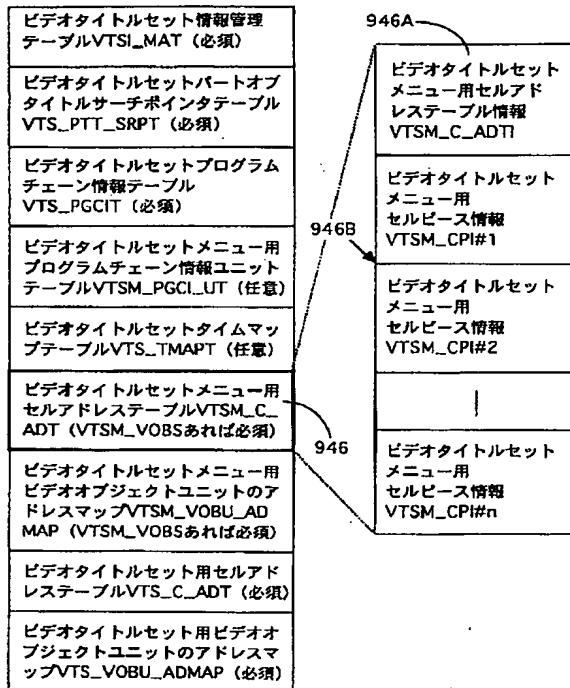 ビデオタイトルセット情報管理
テーブルVTSI_MAT（必須）
ビデオタイトルセットパートオブ
タイトルサーチポインタテーブル
VTS_PTT_SRPT（必須）
ビデオタイトルセットプログラム
チェーン情報テーブル
VTS_PGCIT（必須）
ビデオタイトルセットメニュー用
プログラムチェーン情報ユニット
テーブルVTSM_PGCI_UT（任意）
ビデオタイトルセットタイムマッ
プテーブルVTS_TMAPT（任意）
ビデオタイトルセットメニュー用
セルアドレステーブルVTSM_C_
ADT（VTSM_VOBSあれば必須）
ビデオタイトルセットメニュー用
ビデオオブジェクトユニットのア
ドレスマップVTSM_VOBU_AD
MAP（VTSM_VOBSあれば必須）
ビデオタイトルセット用セルアド
レステーブルVTS_C_ADT（必須）
ビデオタイトルセット用ビデオオ
ブジェクトユニットのアドレスマ
ップVTS_VOBU_ADMAP（必須）
946
946A
946B
ビデオタイトルセット
メニュー用セルアド
レステーブル情報
VTSM_C_ADTI
ビデオタイトルセット
メニュー用
セルピース情報
VTSM_CPI#1
ビデオタイトルセット
メニュー用
セルピース情報
VTSM_CPI#2
ビデオタイトルセット
メニュー用
セルピース情報
VTSM_CPI#n